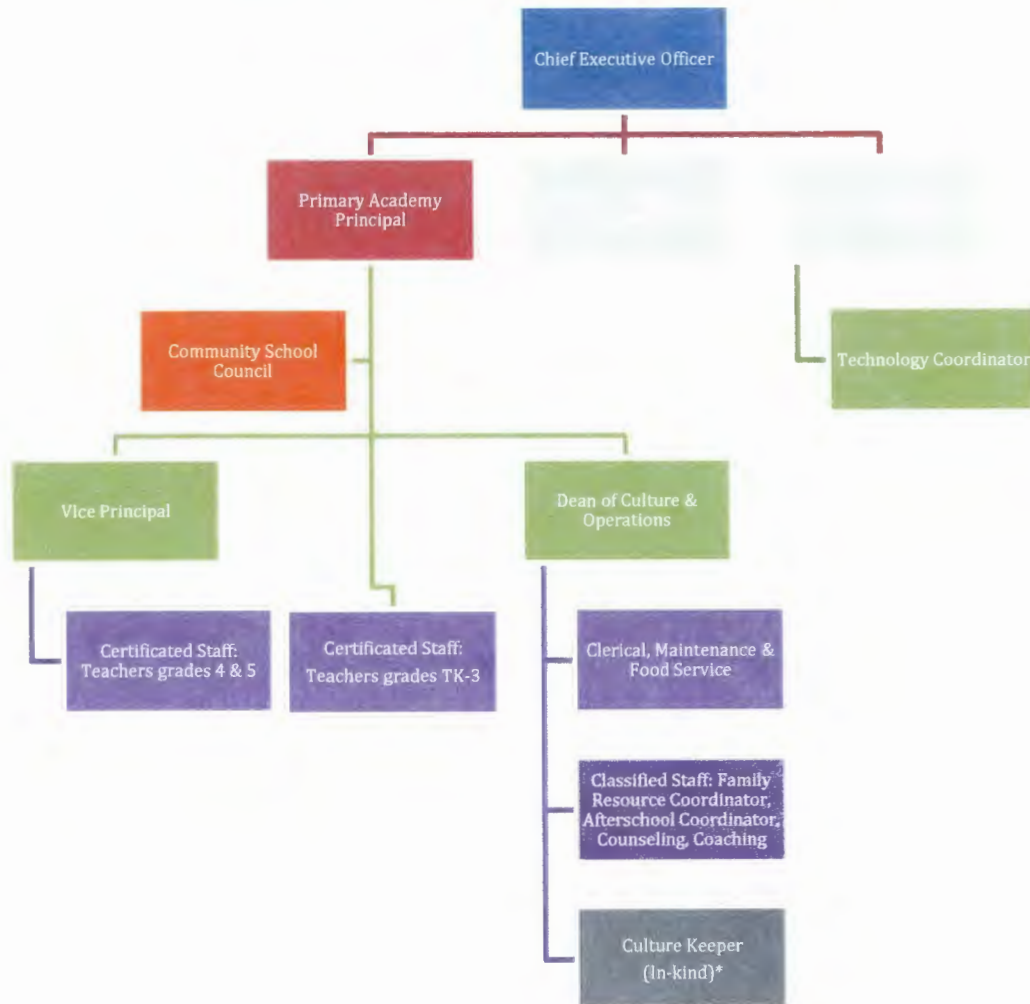 Chief Executive Officer
Primary Academy
Principal
Community School
Council
Technology Coordinator
Vice Principal
Dean of Culture &
Operations
Certificated Staff:
Teachers grades 4 & 5
Certificated Staff:
Teachers grades TK-3
Clerical, Maintenance &
Food Service
Classified Staff: Family
Resource Coordinator,
Afterschool Coordinator,
Counseling, Coaching
Culture Keeper
(In-kind)*